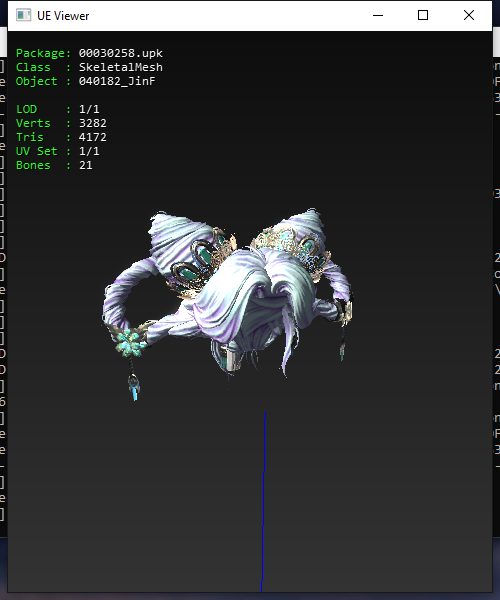 UE Viewer
Package: 00030258.upk
Class  : SkeletalMesh
Object : 040182_JinF
LOD    : 1/1
Verts  : 3282
Tris   : 4172
UV Set : 1/1
Bones  : 21